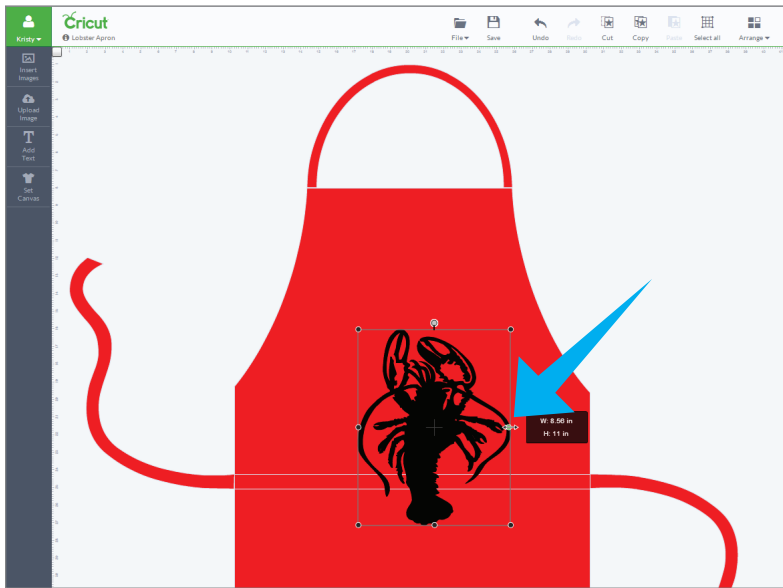 Kristy
Cricut
Lobster Apron
File
Save
Undo
Redo
Cut
Copy
Paste
Select all
Arrange
Insert
Images
Upload
Image
Add
Text
Set
Canvas
W: 8.56 in
H: 11 in